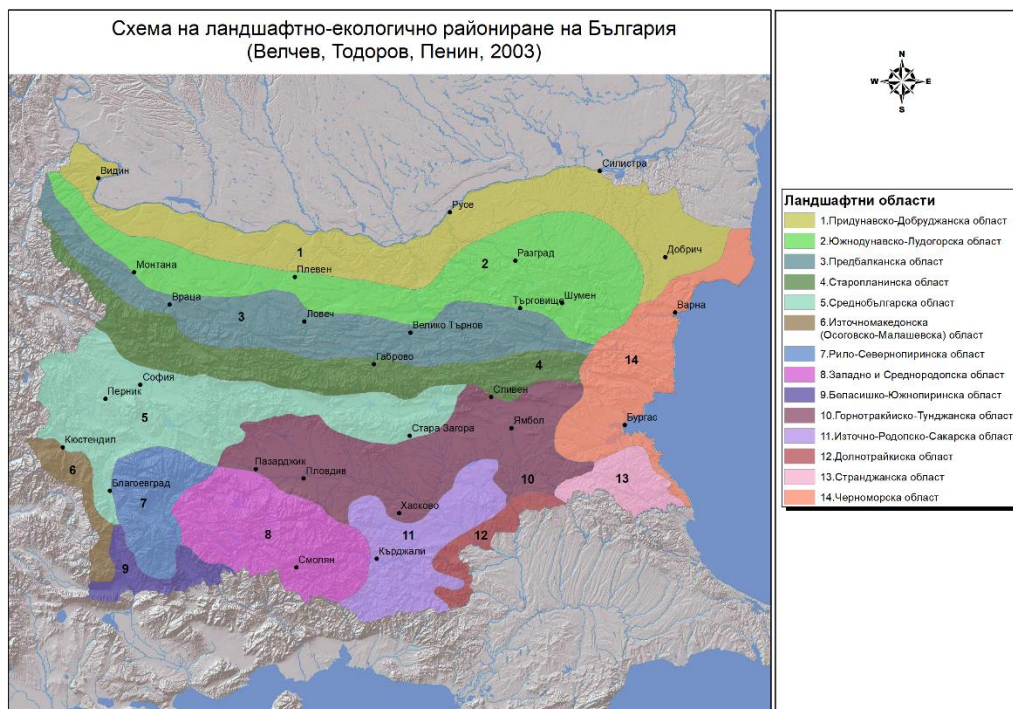 Схема на ландшафтно-екологично райониране на България
(Велчев, Тодоров, Пенин, 2003)
N
W E
S
Силистра
Видин
Русе
Добрич
1
Разград
2
Монтана
Плевен
Търговище
Шумен
Варна
Враца
3
Ловеч
Велико Търнов
14
Габрово
4
София
Перник
Сливен
5
Ямбол
Бургас
Стара Загора
Кюстендил
6
Пазарджик
Пловдив
10
13
Благоевград
7
Хасково
8
11
12
Кърджали
9
Смолян
Ландшафтни области
1.Придунавско-Добруджанска област
2.Южнодунавско-Лудогорска област
3.Предбалканска област
4.Старопланинска област
5.Среднобългарска област
6.Източномакедонска
(Осоговско-Малашевска) област
7.Рило-Севернопиринска област
8.Западно и Среднородопска област
9.Беласишко-Южнопиринска област
10.Горнотракийско-Тунджанска област
11.Източно-Родопско-Сакарска област
12.Долнотрайкиска област
13.Странджанска област
14.Черноморска област